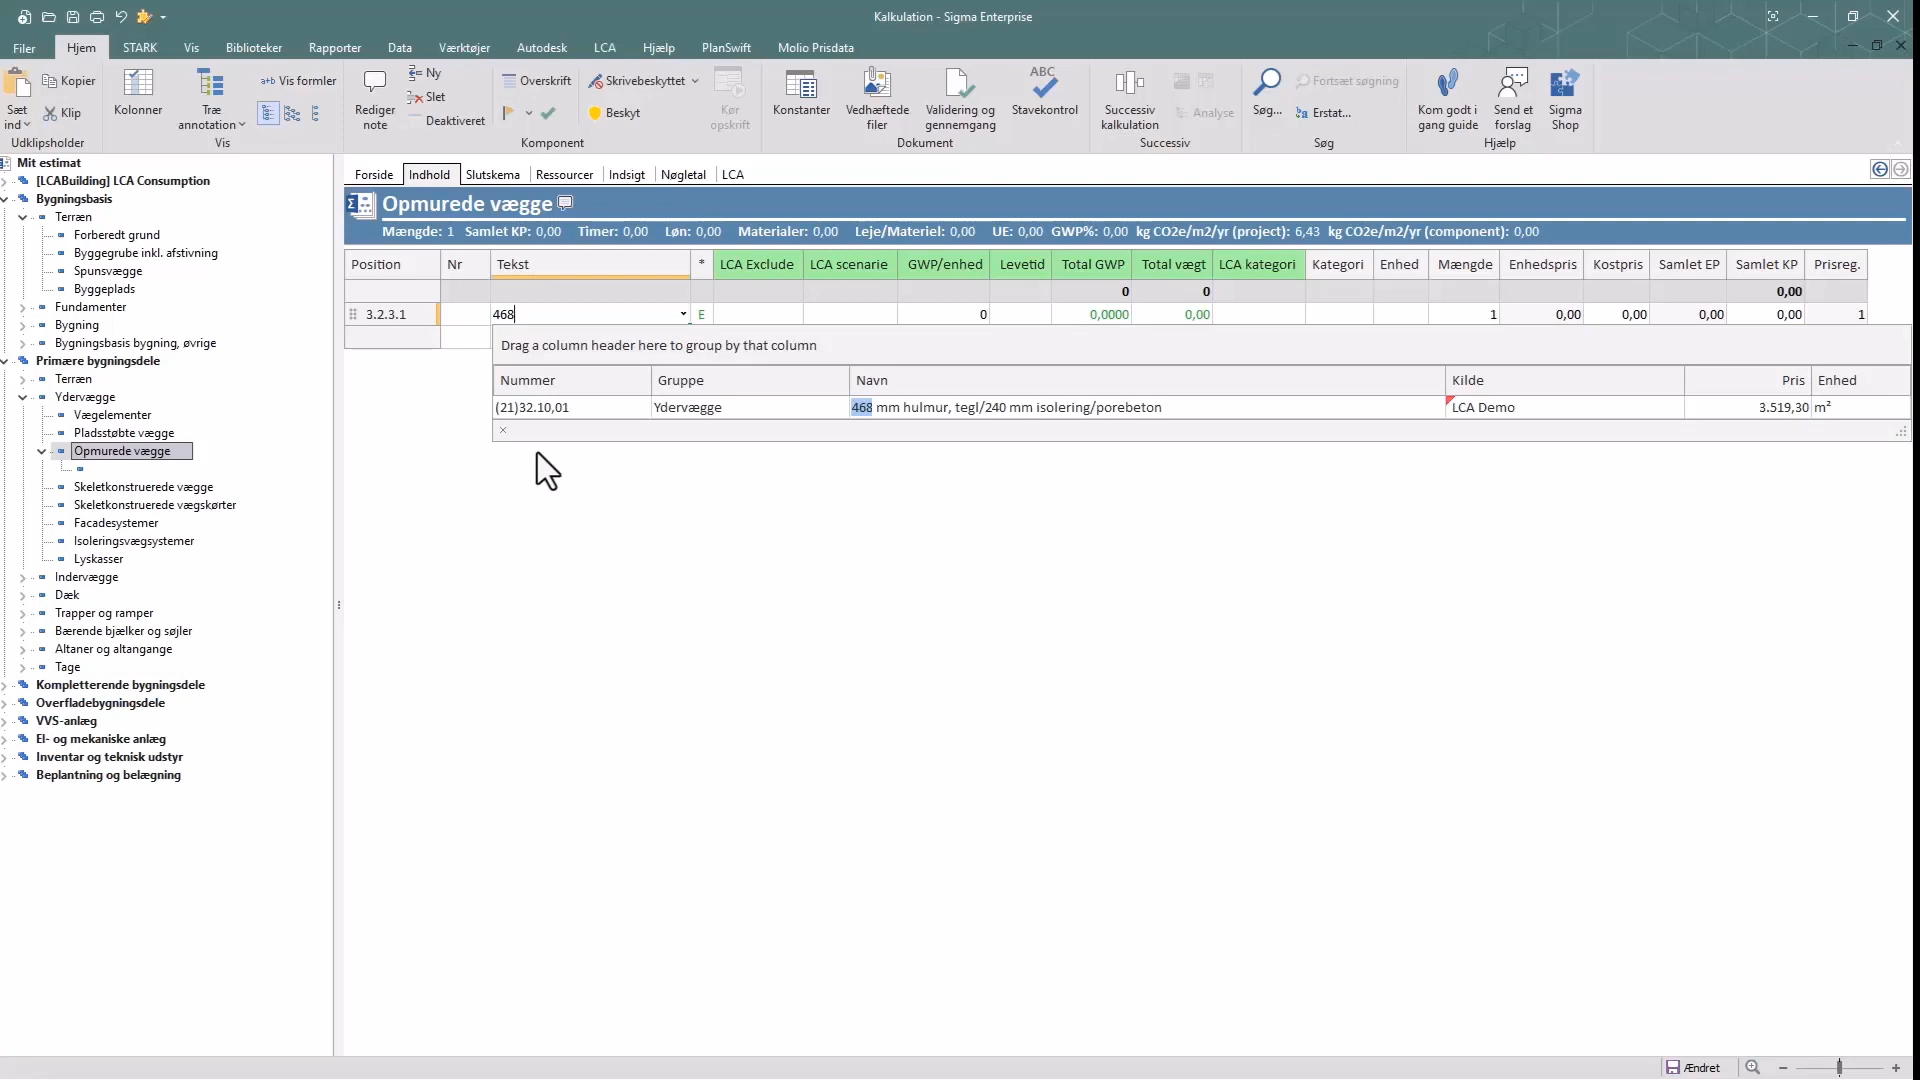 Kalkulation - Sigma Enterprise
Filer Hjem STARK Vis Biblioteker Rapporter Data Værktøjer Autodesk LCA Hjælp PlanSwift Molio Prisdata
Sæt ind Kopier Klip
Udklipsholder
Kolonner Træ annotation a+b Vis formler
Vis
Rediger note Ny Slet Deaktiveret Overskrift Skrivebeskyttet Beskyt Kør opskrift
Komponent
Konstanter Vedhæftede filer Validering og gennemgang ABC Stavekontrol
Dokument
Successiv kalkulation Analyse
Successiv
Søg... Fortsæt søgning Erstat...
Søg
Kom godt i gang guide Send et forslag Sigma Shop
Hjælp
Mit estimat
[LCABuilding] LCA Consumption
Bygningsbasis
Terræn
Forberedt grund
Byggegrube inkl. afstivning
Spunsvægge
Byggeplads
Fundamenter
Bygning
Bygningsbasis bygning, øvrige
Primære bygningsdele
Terræn
Ydervægge
Vægelementer
Pladsstøbte vægge
Opmurede vægge
Skeletkonstruerede vægge
Skeletkonstruerede vægskørter
Facadesystemer
Isoleringsvægsystemer
Lyskasser
Indervægge
Dæk
Trapper og ramper
Bærende bjælker og søjler
Altaner og altangange
Tage
Kompletterende bygningsdele
Overfladebygningsdele
VVS-anlæg
El- og mekaniske anlæg
Inventar og teknisk udstyr
Beplantning og belægning
Forside Indhold Slutskema Ressourcer Indsigt Nøgletal LCA
Opmurede vægge
Mængde: 1 Samlet KP: 0,00 Timer: 0,00 Løn: 0,00 Materialer: 0,00 Leje/Materiel: 0,00 UE: 0,00 GWP%: 0,00 kg CO2e/m2/yr (project): 6,43 kg CO2e/m2/yr (component): 0,00
Position Nr Tekst * LCA Exclude LCA scenarie GWP/enhed Levetid Total GWP Total vægt LCA kategori Kategori Enhed Mængde Enhedspris Kostpris Samlet EP Samlet KP Prisreg.
0 0 0,00
3.2.3.1 468 E 0 0,0000 0,00 1 0,00 0,00 0,00 0,00 1
Drag a column header here to group by that column
Nummer Gruppe Navn Kilde Pris Enhed
(21)32.10,01 Ydervægge 468 mm hulmur, tegl/240 mm isolering/porebeton LCA Demo 3.519,30 m²
Ændret